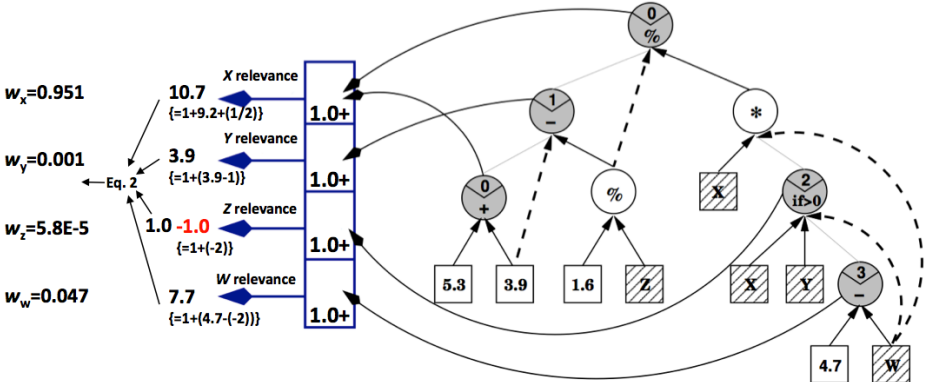 0
%
X relevance
wx=0.951
10.7
{=1+9.2+(1/2)}
1.0+
1
–
*
Y relevance
wy=0.001
3.9
{=1+(3.9-1)}
1.0+
Eq. 2
0
+
%
X
2
if>0
Z relevance
wz=5.8E-5
1.0 -1.0
{=1+(-2)}
1.0+
5.3
3.9
1.6
Z
X
Y
3
–
W relevance
ww=0.047
7.7
{=1+(4.7-(-2))}
1.0+
4.7
W